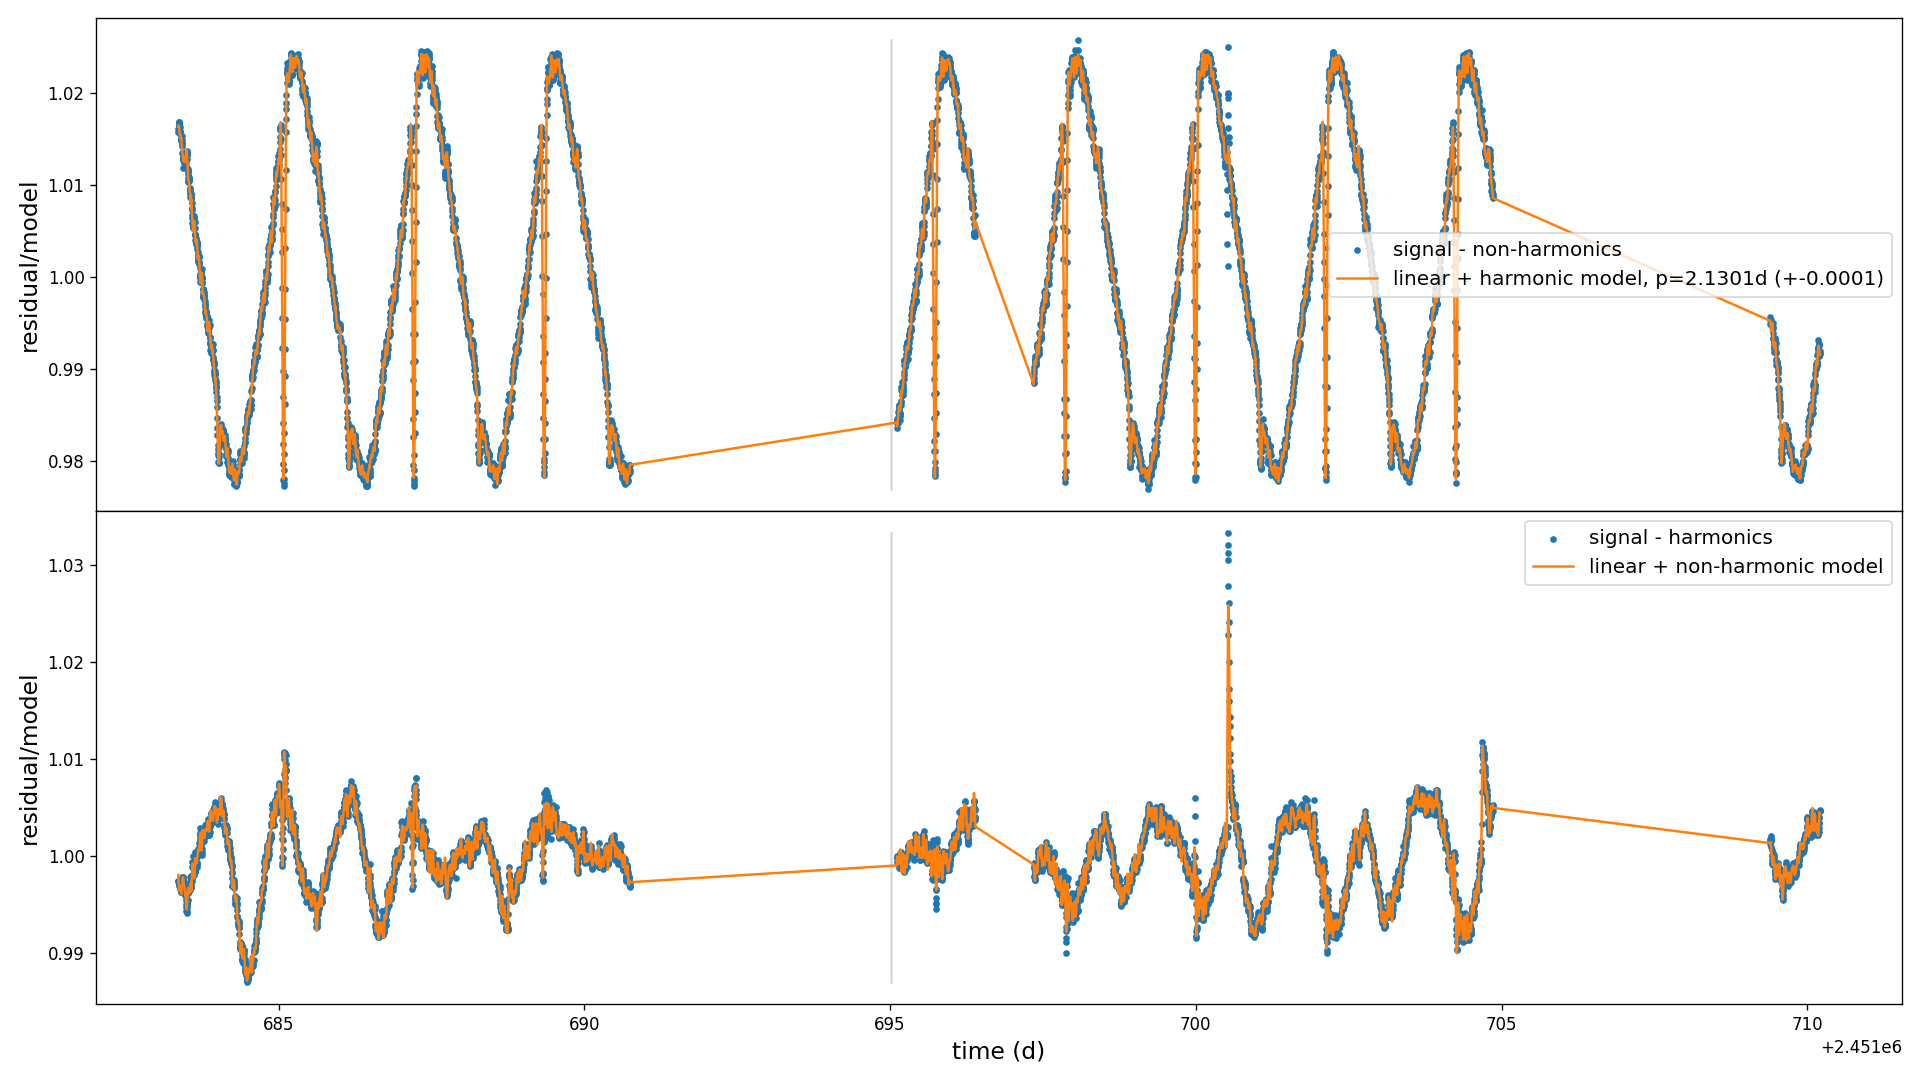 1.02
1.01
1.00
0.99
0.98
residual/model
signal - non-harmonics
linear + harmonic model, p=2.1301d (+-0.0001)
1.03
1.02
1.01
1.00
0.99
residual/model
signal - harmonics
linear + non-harmonic model
685 690 695 700 705 710
time (d)
+2.451e6